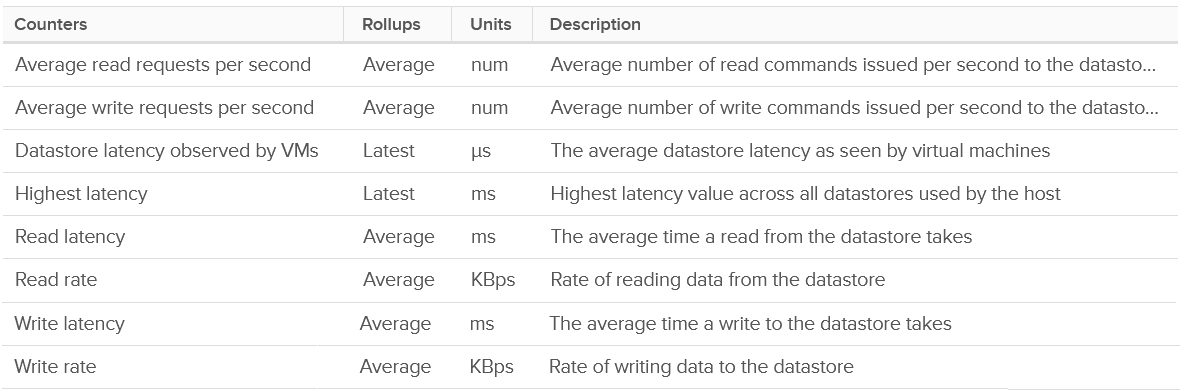 Counters Rollups Units Description
Average read requests per second Average num Average number of read commands issued per second to the datasto...
Average write requests per second Average num Average number of write commands issued per second to the datasto...
Datastore latency observed by VMs Latest µs The average datastore latency as seen by virtual machines
Highest latency Latest ms Highest latency value across all datastores used by the host
Read latency Average ms The average time a read from the datastore takes
Read rate Average KBps Rate of reading data from the datastore
Write latency Average ms The average time a write to the datastore takes
Write rate Average KBps Rate of writing data to the datastore